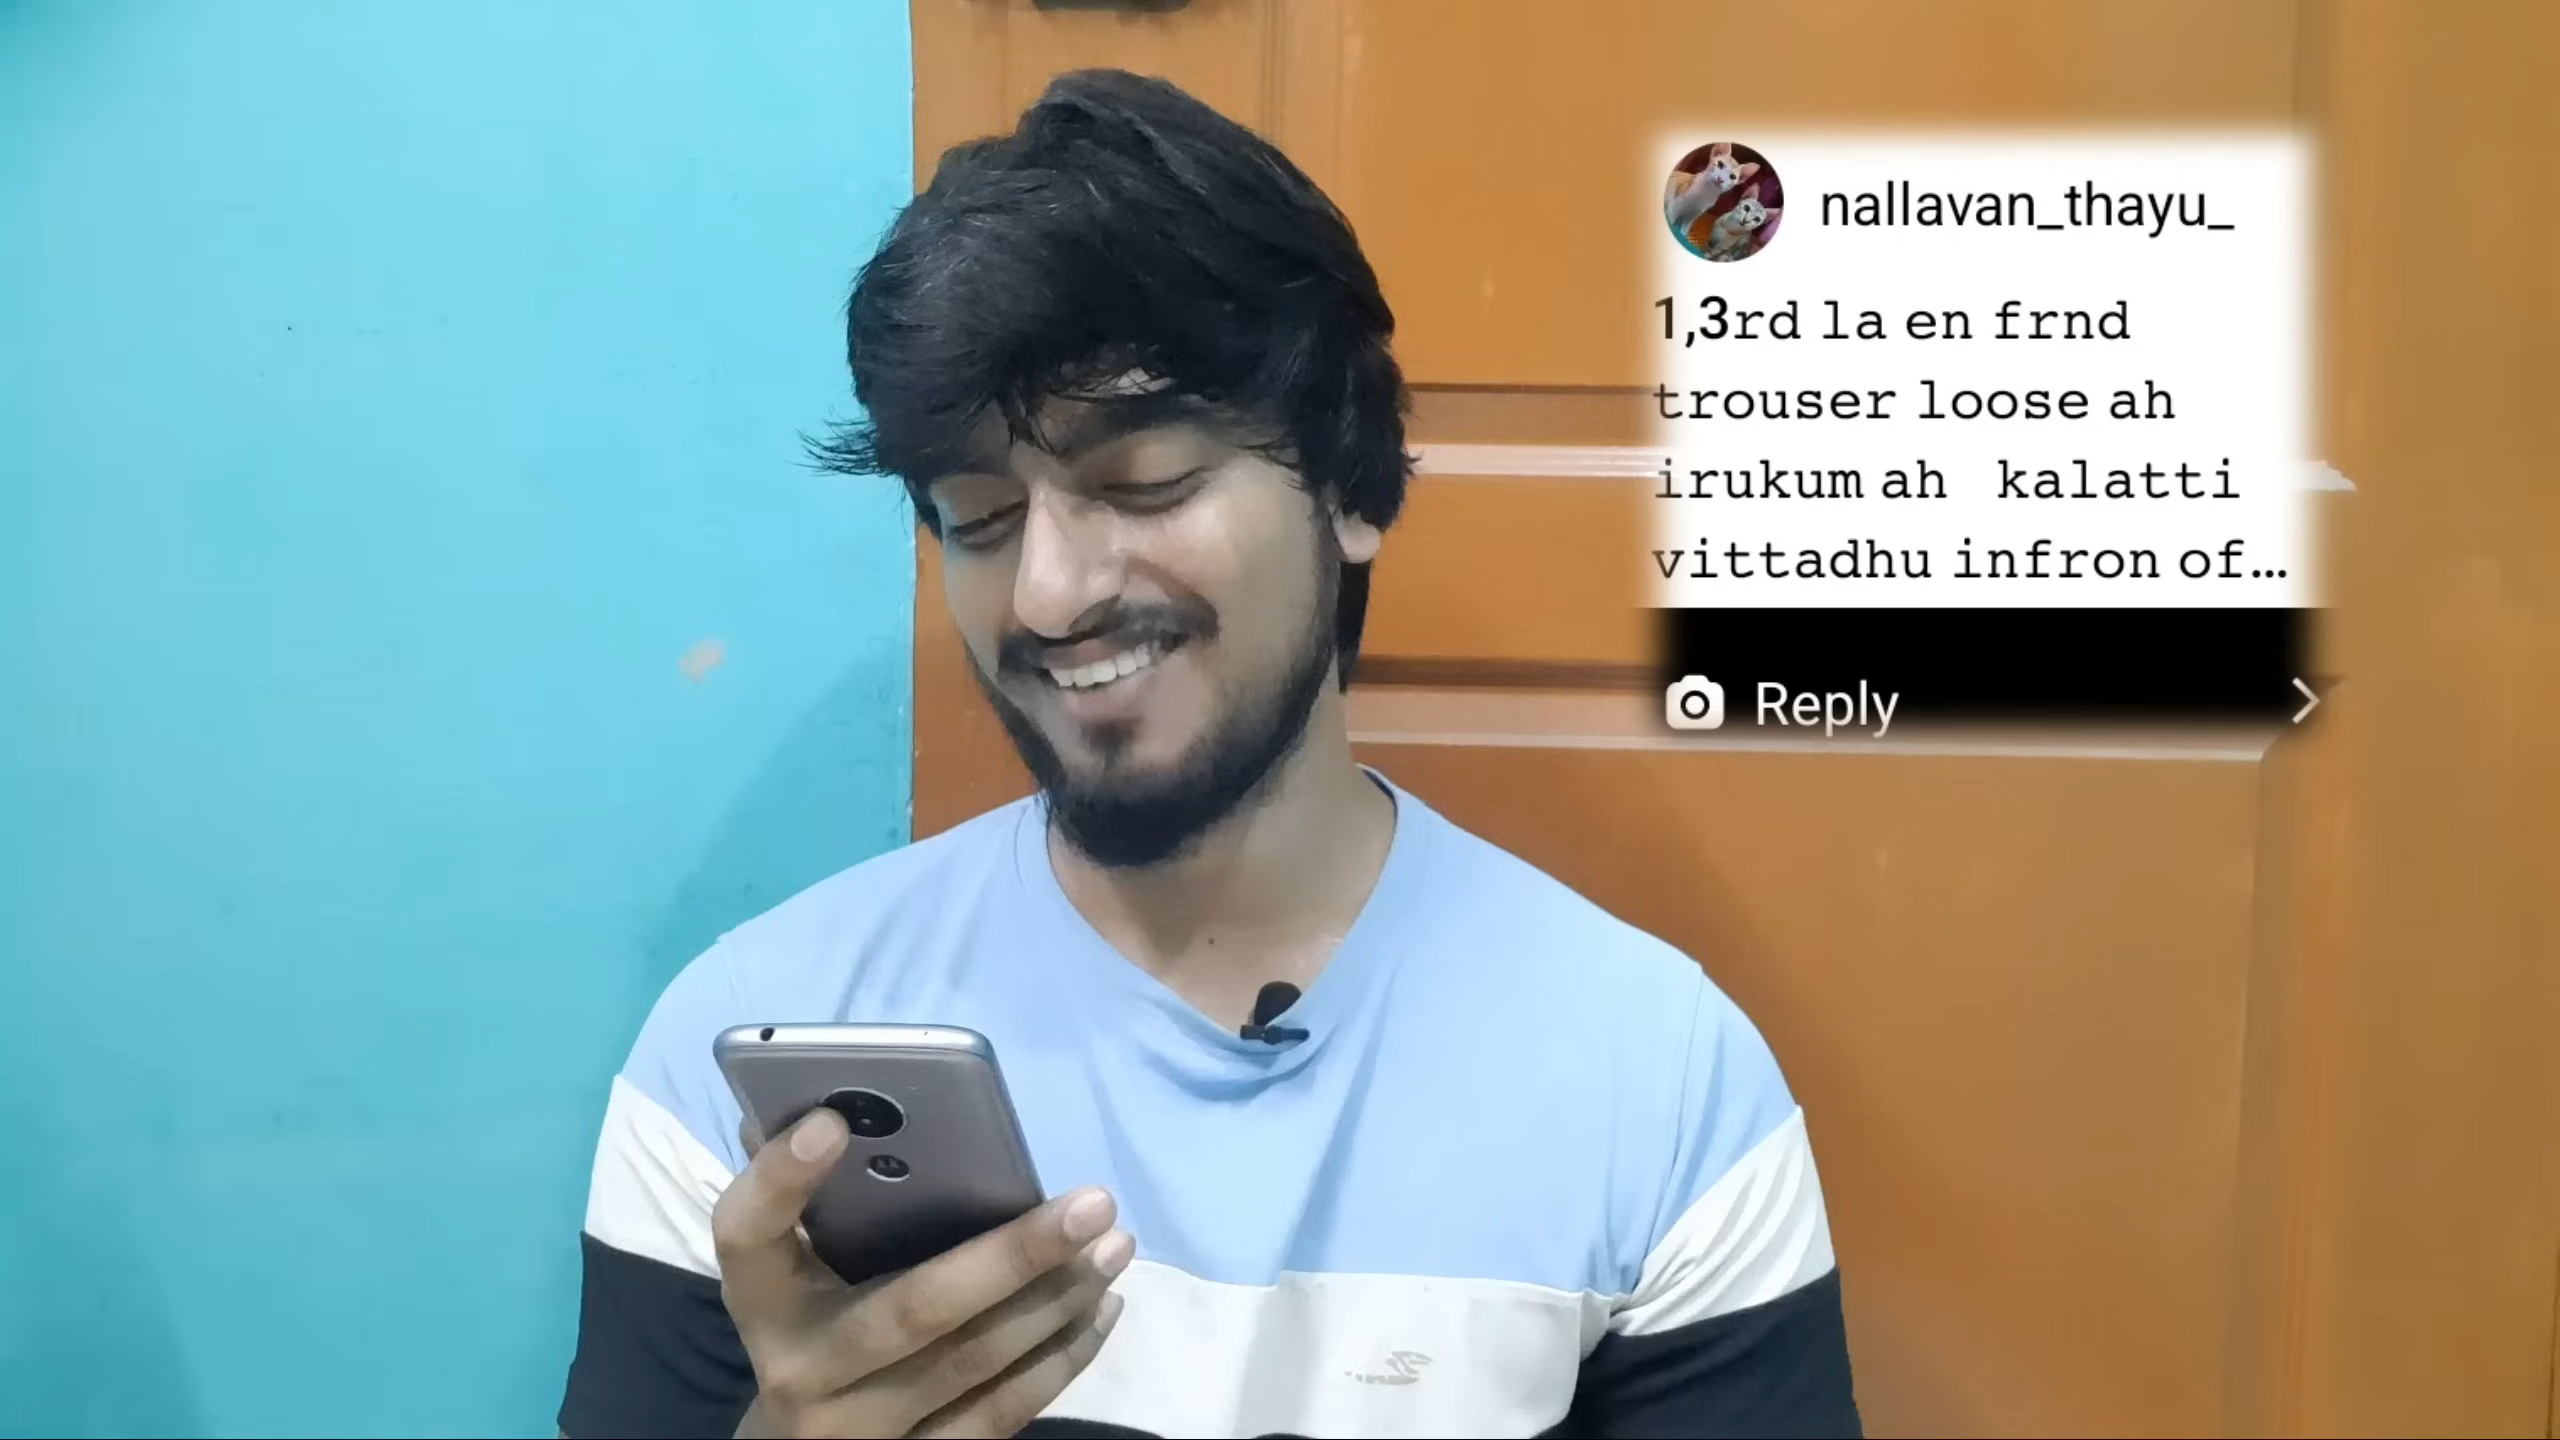 nallavan_thayu_
1,3rd la en frnd
trouser loose ah
irukum ah kalatti
vittadhu infron of...
Reply